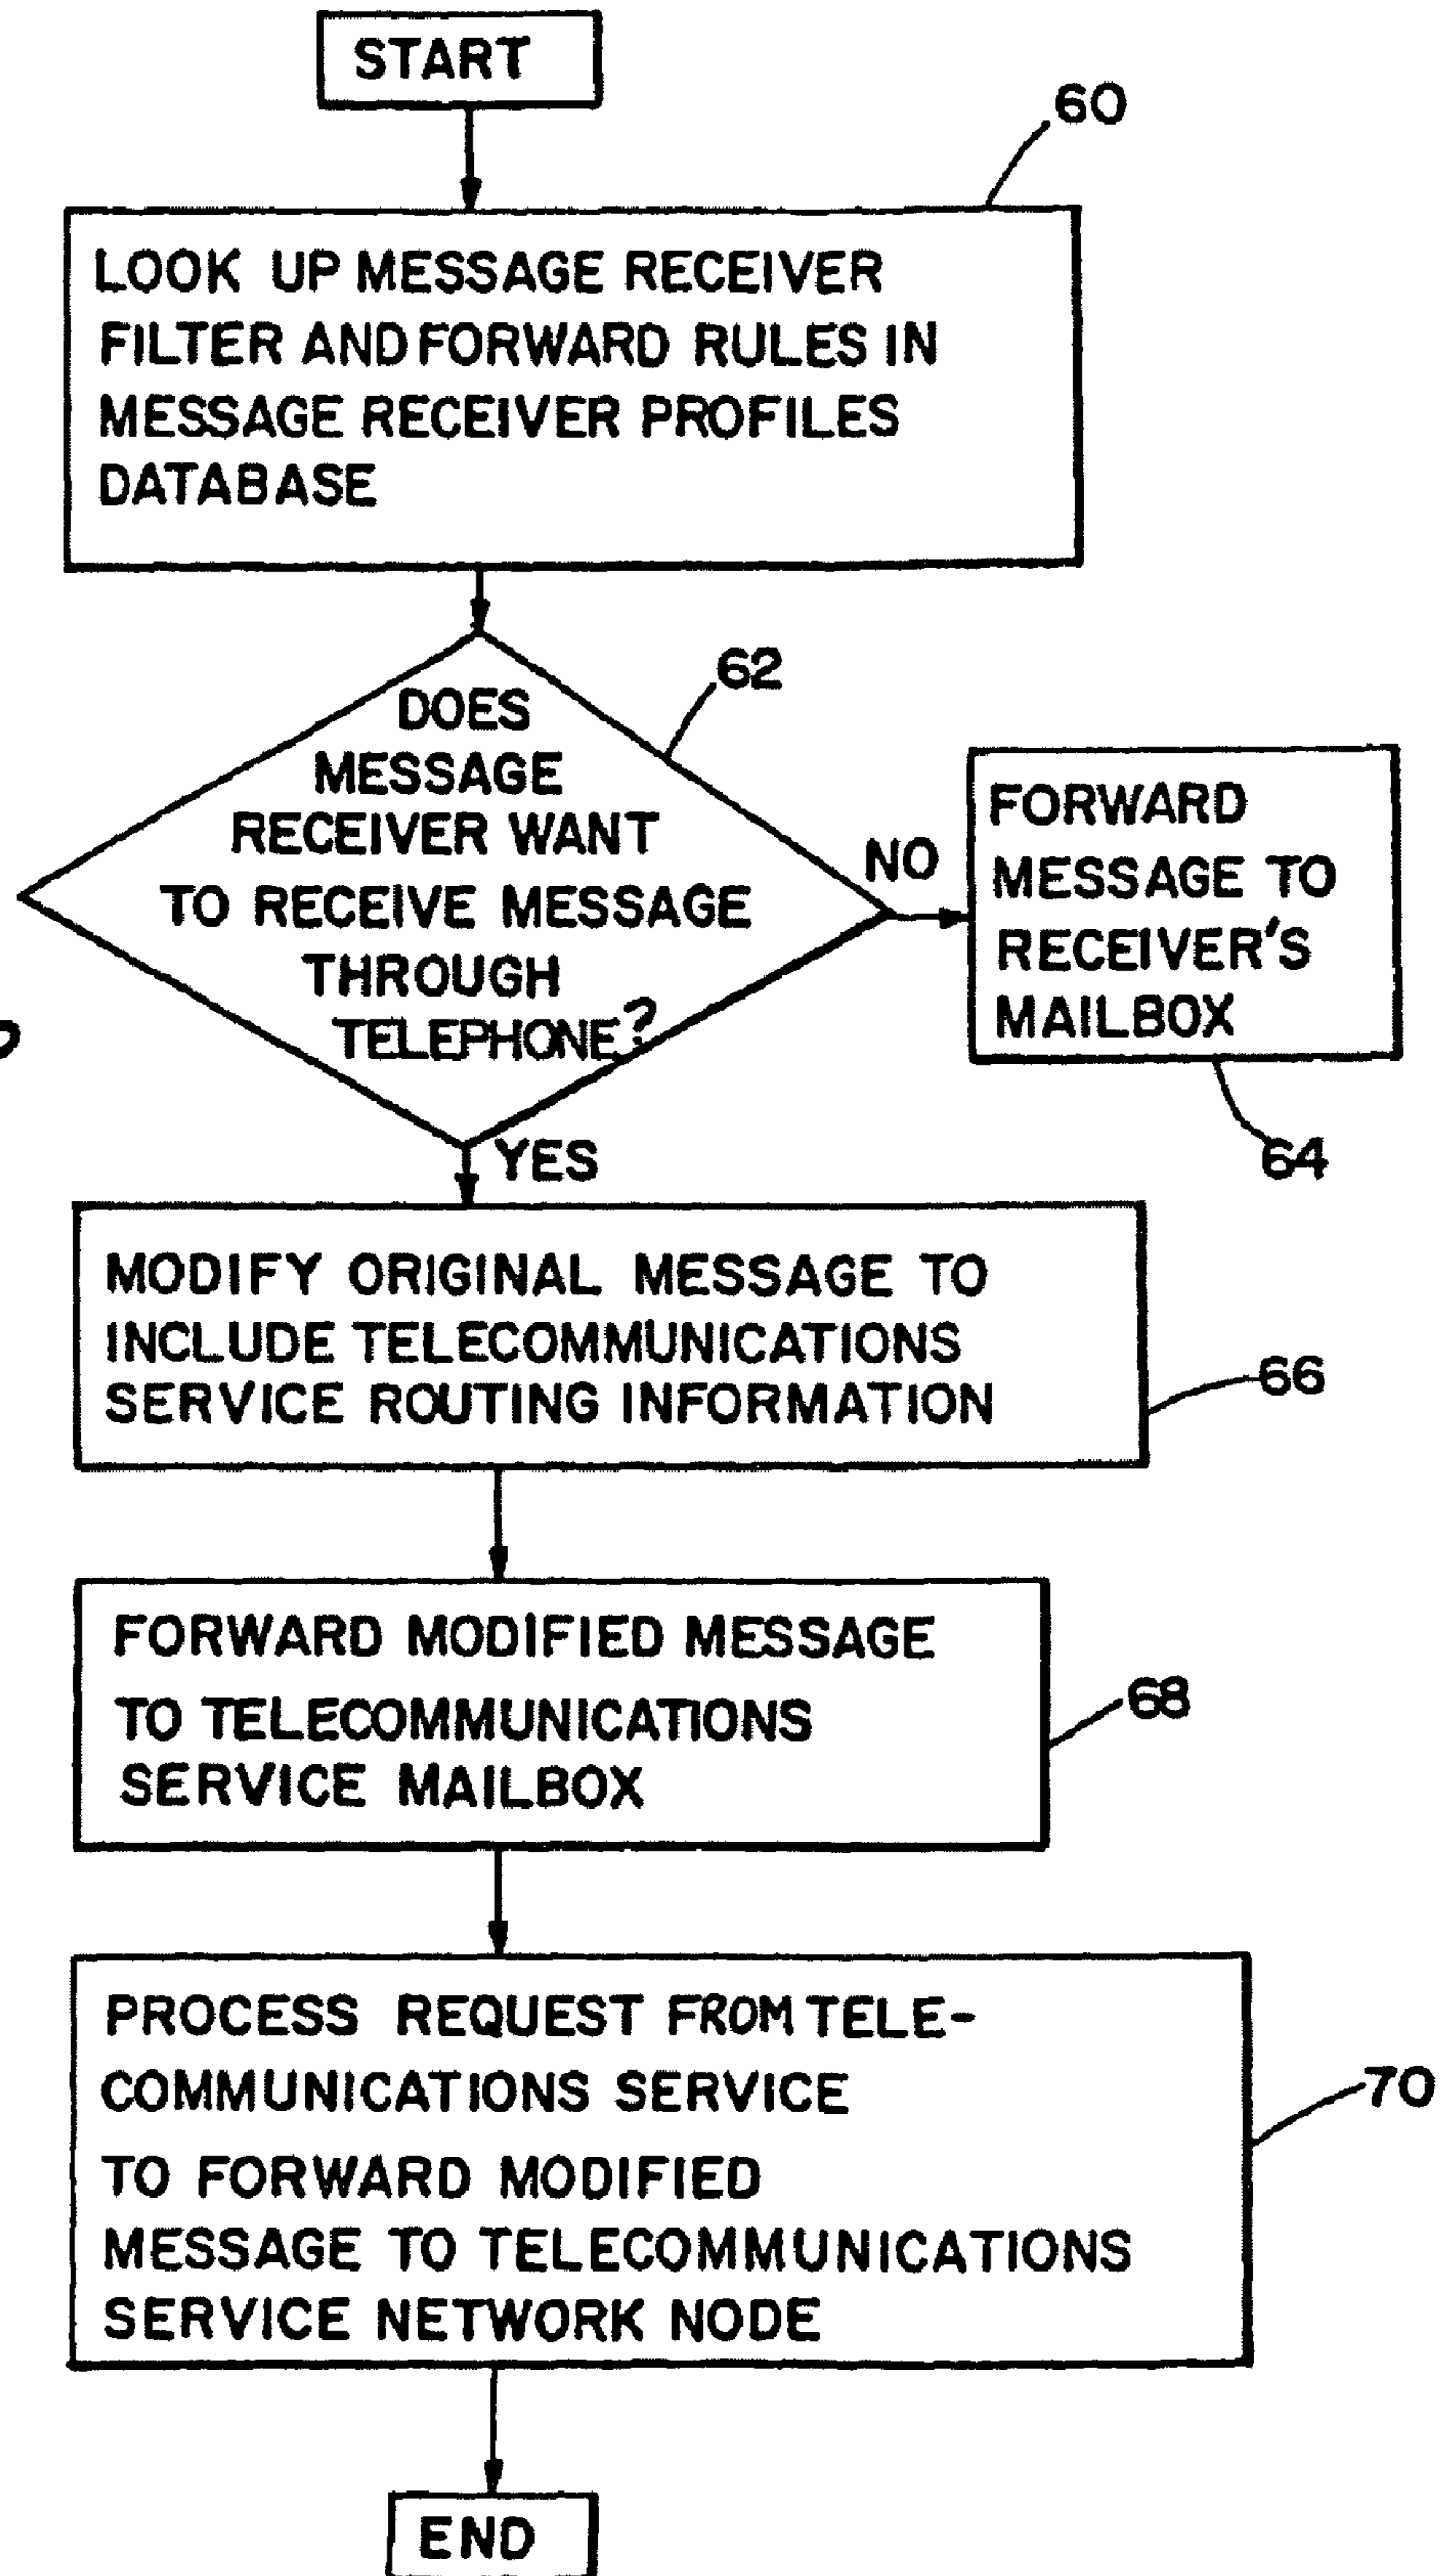 START
60
LOOK UP MESSAGE RECEIVER
FILTER AND FORWARD RULES IN
MESSAGE RECEIVER PROFILES
DATABASE
62
DOES
MESSAGE
RECEIVER WANT
TO RECEIVE MESSAGE
THROUGH
TELEPHONE?
NO
FORWARD
MESSAGE TO
RECEIVER'S
MAILBOX
64
YES
MODIFY ORIGINAL MESSAGE TO
INCLUDE TELECOMMUNICATIONS
SERVICE ROUTING INFORMATION
66
FORWARD MODIFIED MESSAGE
TO TELECOMMUNICATIONS
SERVICE MAILBOX
68
PROCESS REQUEST FROM TELE-
COMMUNICATIONS SERVICE
TO FORWARD MODIFIED
MESSAGE TO TELECOMMUNICATIONS
SERVICE NETWORK NODE
70
END